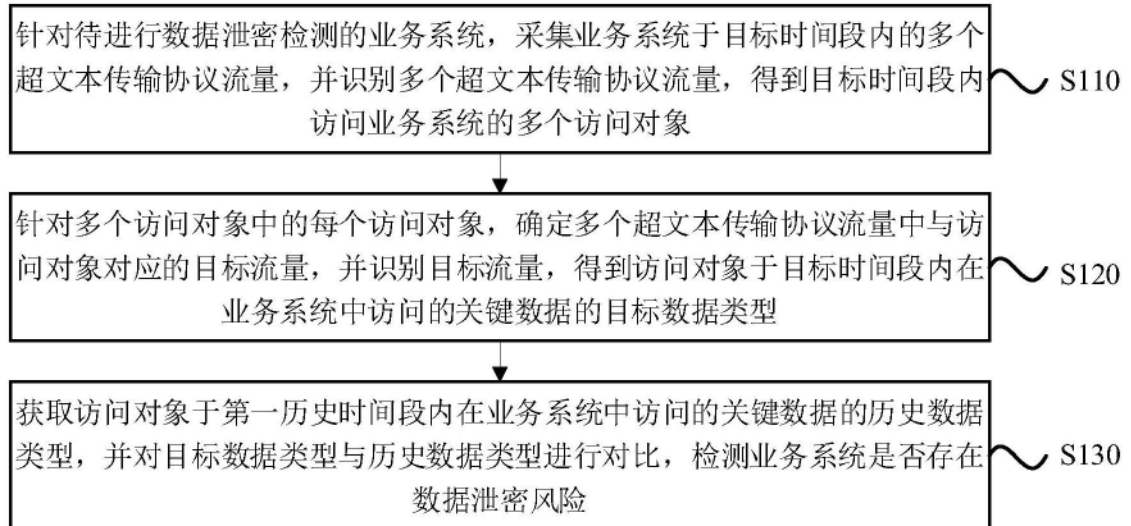 针对待进行数据泄密检测的业务系统，采集业务系统于目标时间段内的多个
超文本传输协议流量，并识别多个超文本传输协议流量，得到目标时间段内
访问业务系统的多个访问对象
S110
针对多个访问对象中的每个访问对象，确定多个超文本传输协议流量中与访
问对象对应的目标流量，并识别目标流量，得到访问对象于目标时间段内在
业务系统中访问的关键数据的目标数据类型
S120
获取访问对象于第一历史时间段内在业务系统中访问的关键数据的历史数据
类型，并对目标数据类型与历史数据类型进行对比，检测业务系统是否存在
数据泄密风险
S130